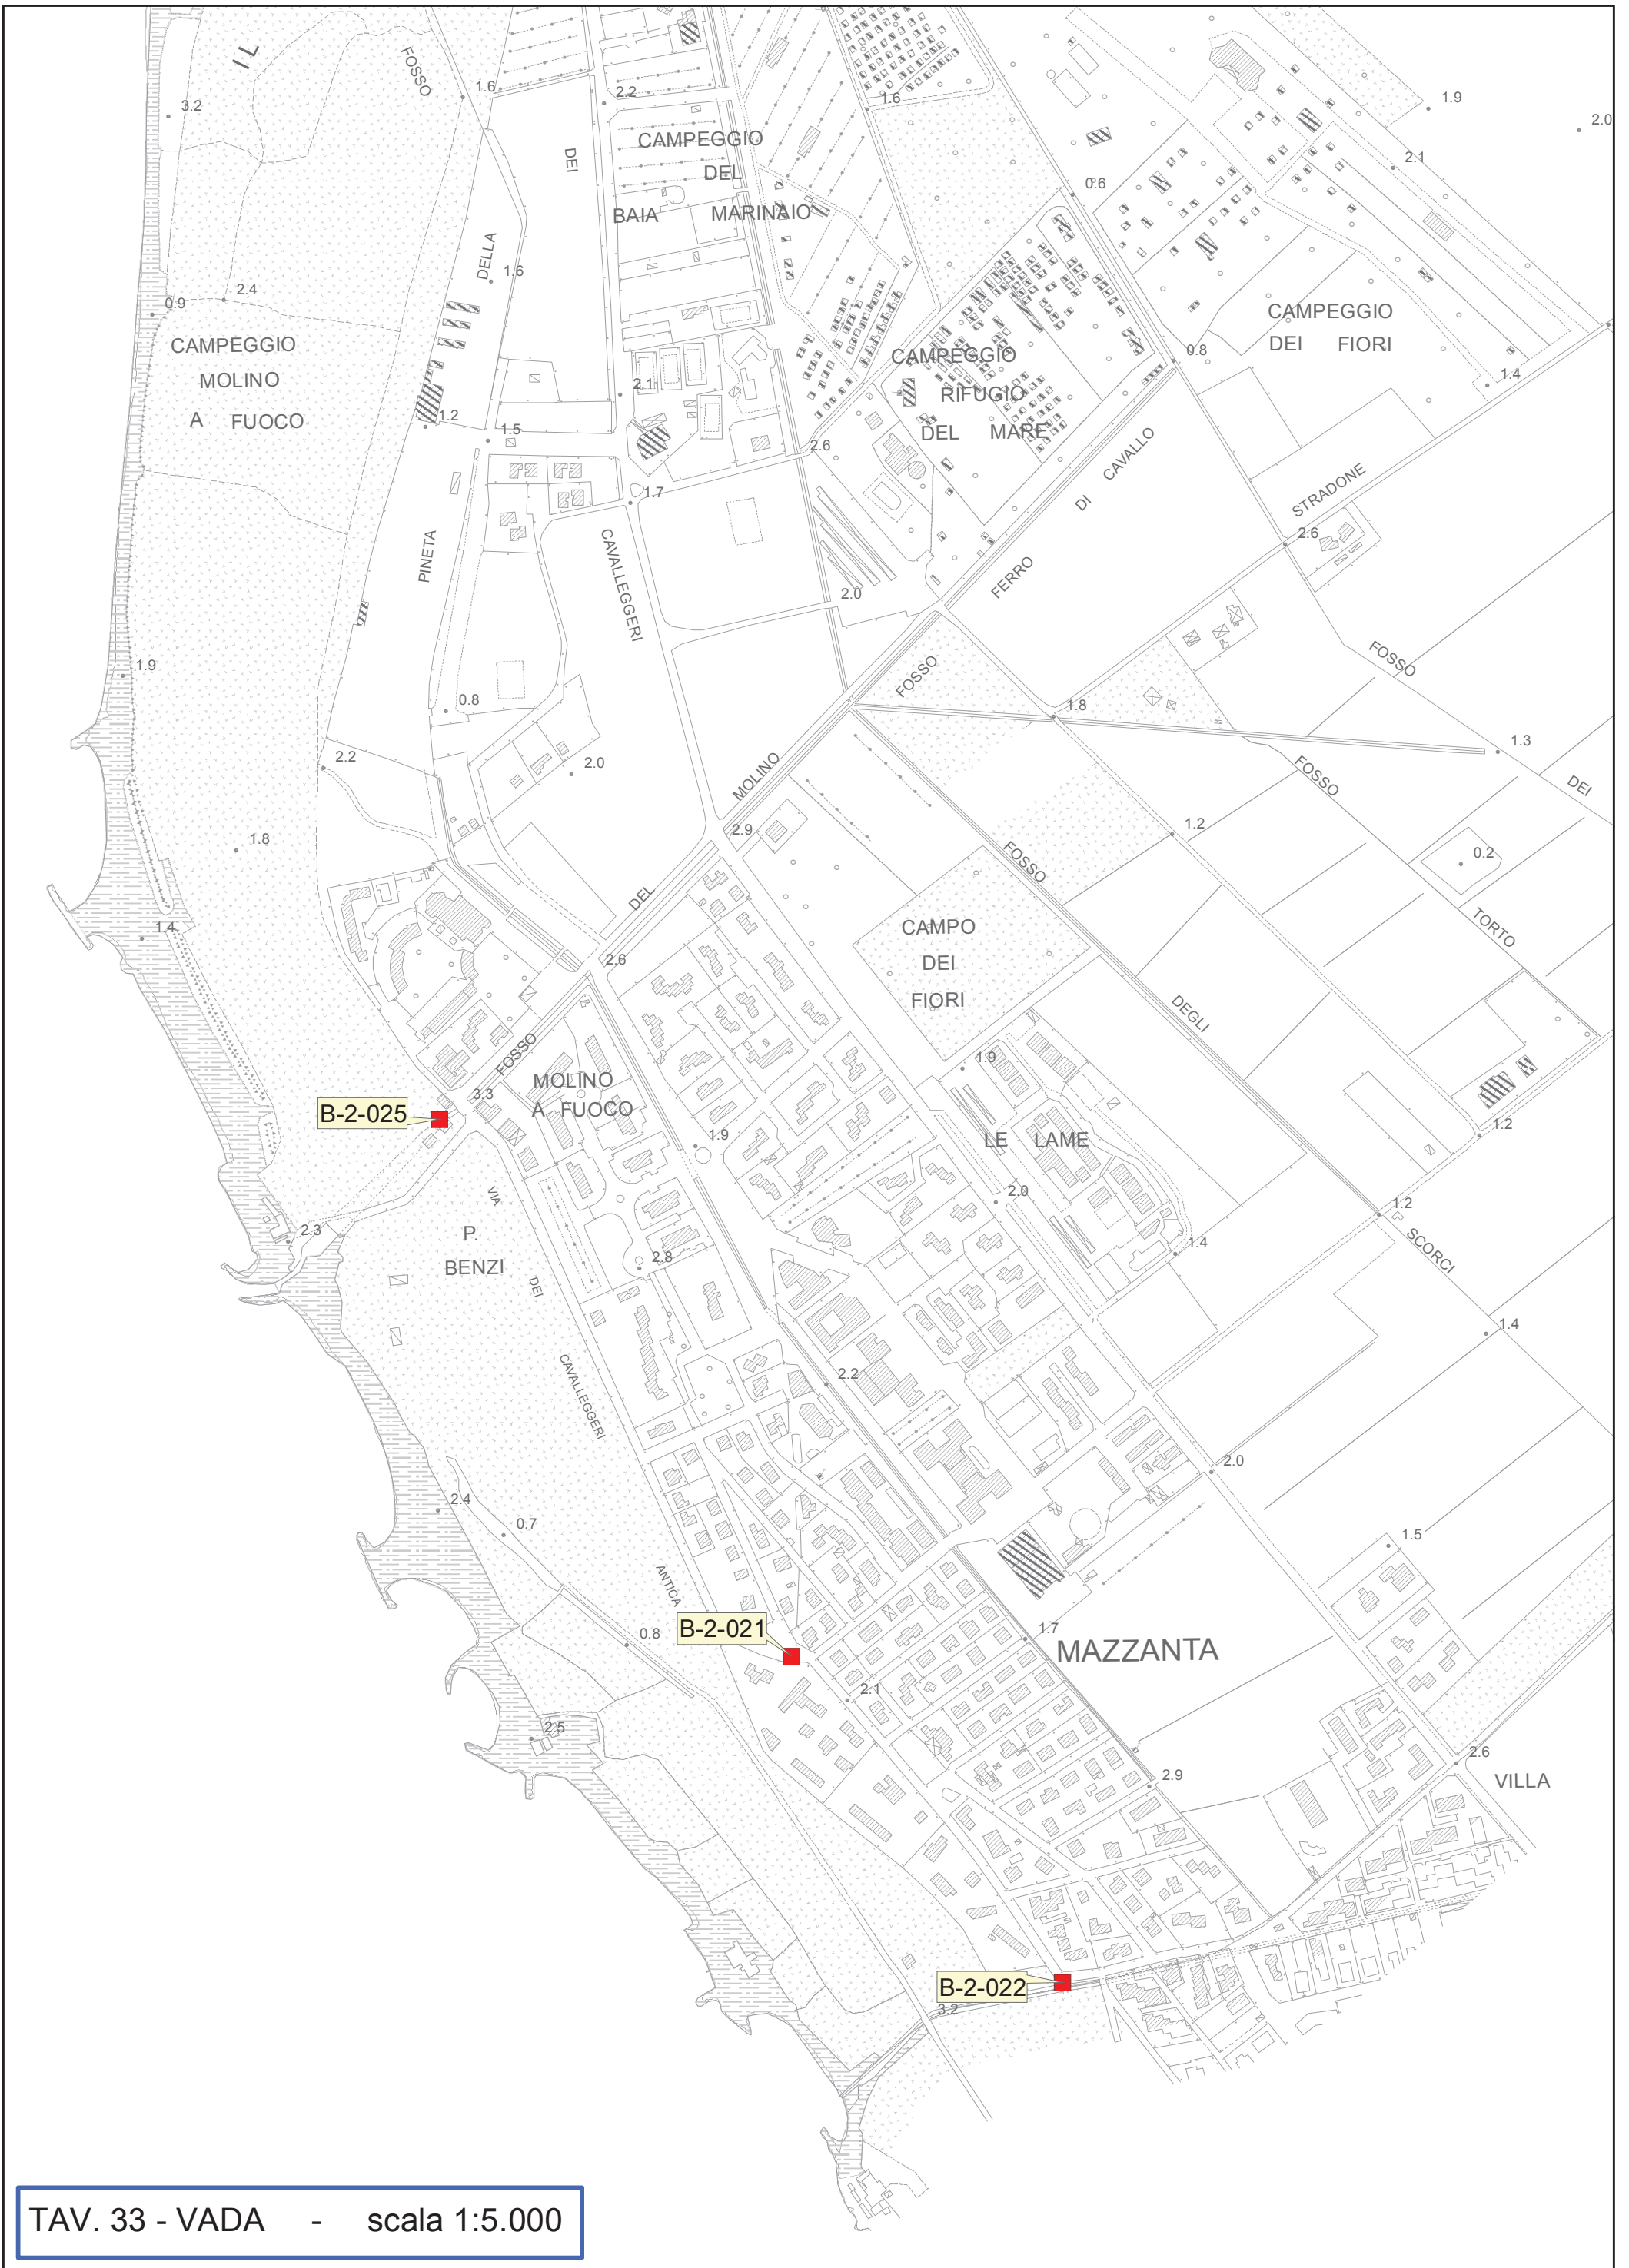 IL
FOSSO
3.2
1.6
2.2
1.6
1.9
2.0
2.1
CAMPEGGIO
DEL
BAIA MARINAIO
DEI
0.6
DELLA
1.6
2.4
0.9
CAMPEGGIO
MOLINO
A FUOCO
CAMPEGGIO
DEI FIORI
CAMPEGGIO
RIFUGIO
DEL MARE
0.8
1.4
2.1
1.2
1.5
2.6
DI CAVALLO
STRADONE
1.7
2.6
PINETA
CAVALLEGGERI
2.0
FERRO
FOSSO
FOSSO
1.9
0.8
1.8
1.3
2.2
2.0
MOLINO
FOSSO
DEI
1.8
2.9
1.2
0.2
FOSSO
DEL
TORTO
CAMPO
DEI
FIORI
1.4
2.6
DEGLI
FOSSO
MOLINO
A FUOCO
1.9
3.3
B-2-025
1.9
LE LAME
1.2
VIA
2.0
1.2
SCORCI
2.3
P.
BENZI
2.8
1.4
DEI
1.4
CAVALLEGGERI
2.2
2.0
2.4
0.7
1.5
ANTICA
0.8
B-2-021
1.7
MAZZANTA
2.1
2.5
2.9
2.6
VILLA
B-2-022
3.2
TAV. 33 - VADA - scala 1:5.000